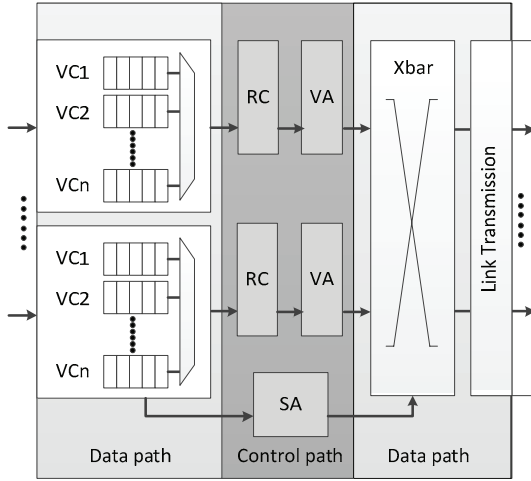 VC1
VC2
VCn
RC
VA
Xbar
Link Transmission
VC1
VC2
VCn
RC
VA
SA
Data path
Control path
Data path